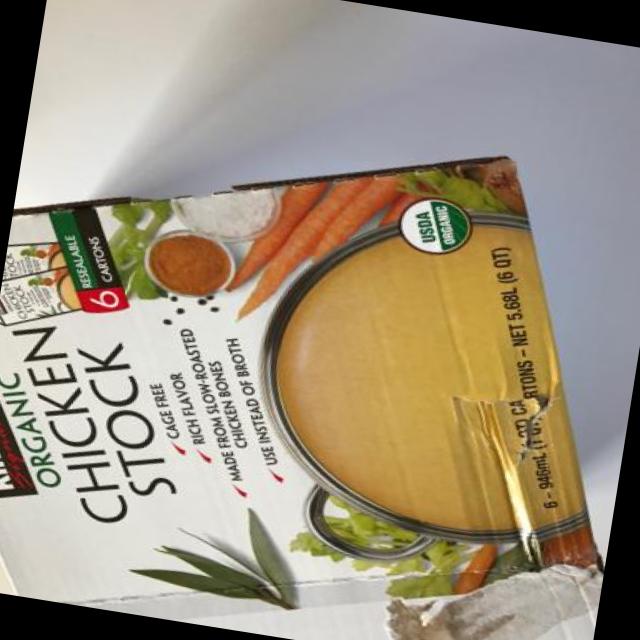 ORGANIC
CHICKEN
STOCK
6 RESEALABLE
CARTONS
CAGE FREE
RICH FLAVOR
MADE FROM SLOW-ROASTED
CHICKEN BONES
USE INSTEAD OF BROTH
USDA
ORGANIC
6 - 946mL RTONS – NET 5.68L (6 QT)